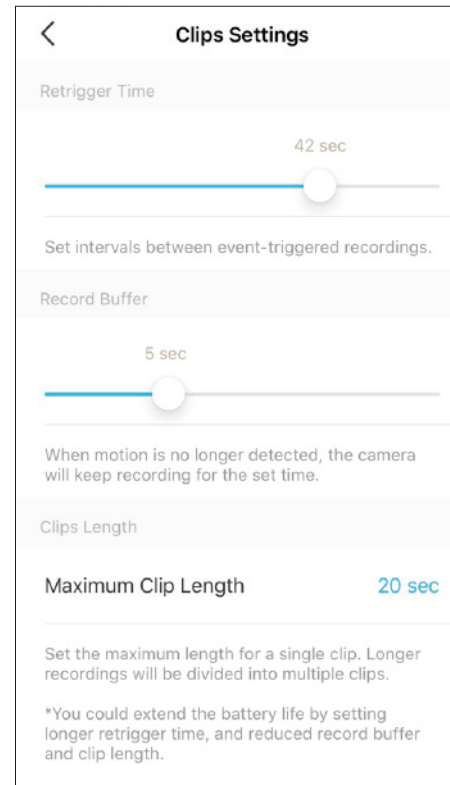 Clips Settings
Retrigger Time
42 sec
Set intervals between event-triggered recordings.
Record Buffer
5 sec
When motion is no longer detected, the camera
will keep recording for the set time.
Clips Length
Maximum Clip Length 20 sec
Set the maximum length for a single clip. Longer
recordings will be divided into multiple clips.
*You could extend the battery life by setting
longer retrigger time, and reduced record buffer
and clip length.